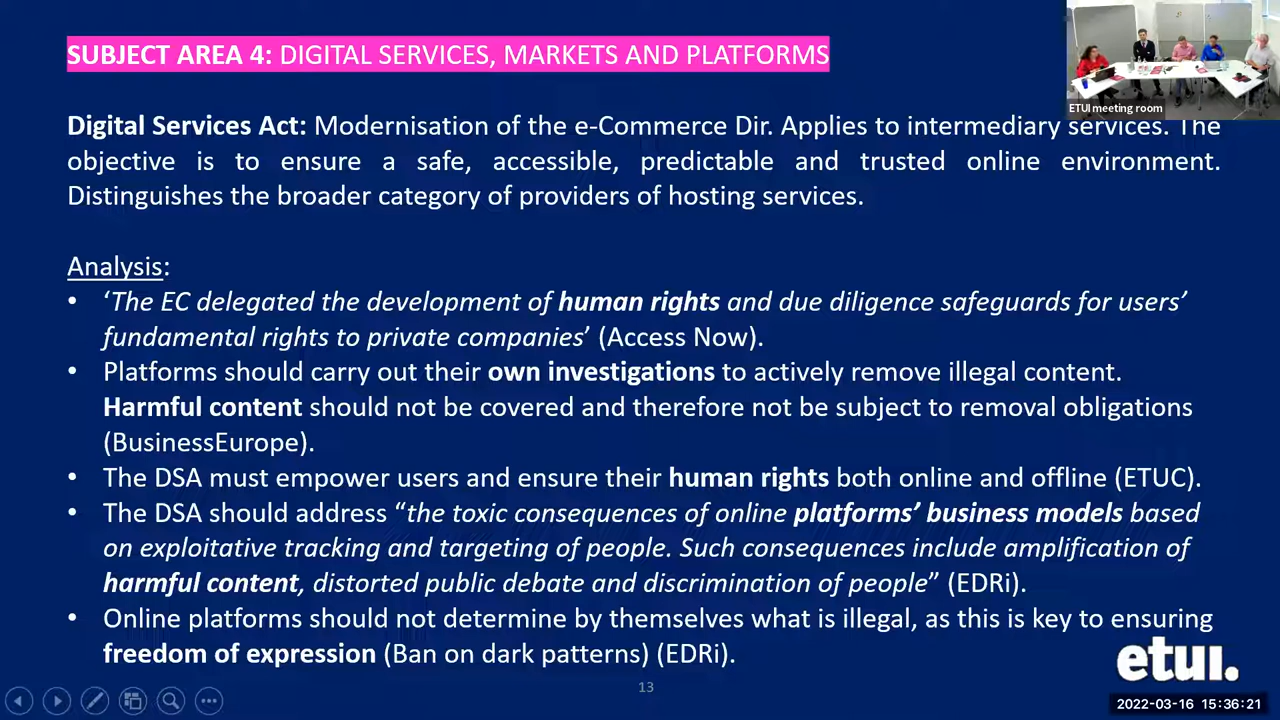 SUBJECT AREA 4: DIGITAL SERVICES, MARKETS AND PLATFORMS
ETUI meeting room
Digital Services Act: Modernisation of the e-Commerce Dir. Applies to intermediary services. The
objective is to ensure a safe, accessible, predictable and trusted online environment.
Distinguishes the broader category of providers of hosting services.
Analysis:
• ‘The EC delegated the development of human rights and due diligence safeguards for users’
fundamental rights to private companies’ (Access Now).
• Platforms should carry out their own investigations to actively remove illegal content.
Harmful content should not be covered and therefore not be subject to removal obligations
(BusinessEurope).
• The DSA must empower users and ensure their human rights both online and offline (ETUC).
• The DSA should address “the toxic consequences of online platforms’ business models based
on exploitative tracking and targeting of people. Such consequences include amplification of
harmful content, distorted public debate and discrimination of people” (EDRi).
• Online platforms should not determine by themselves what is illegal, as this is key to ensuring
freedom of expression (Ban on dark patterns) (EDRi).
etui.
13
2022-03-16 15:36:21